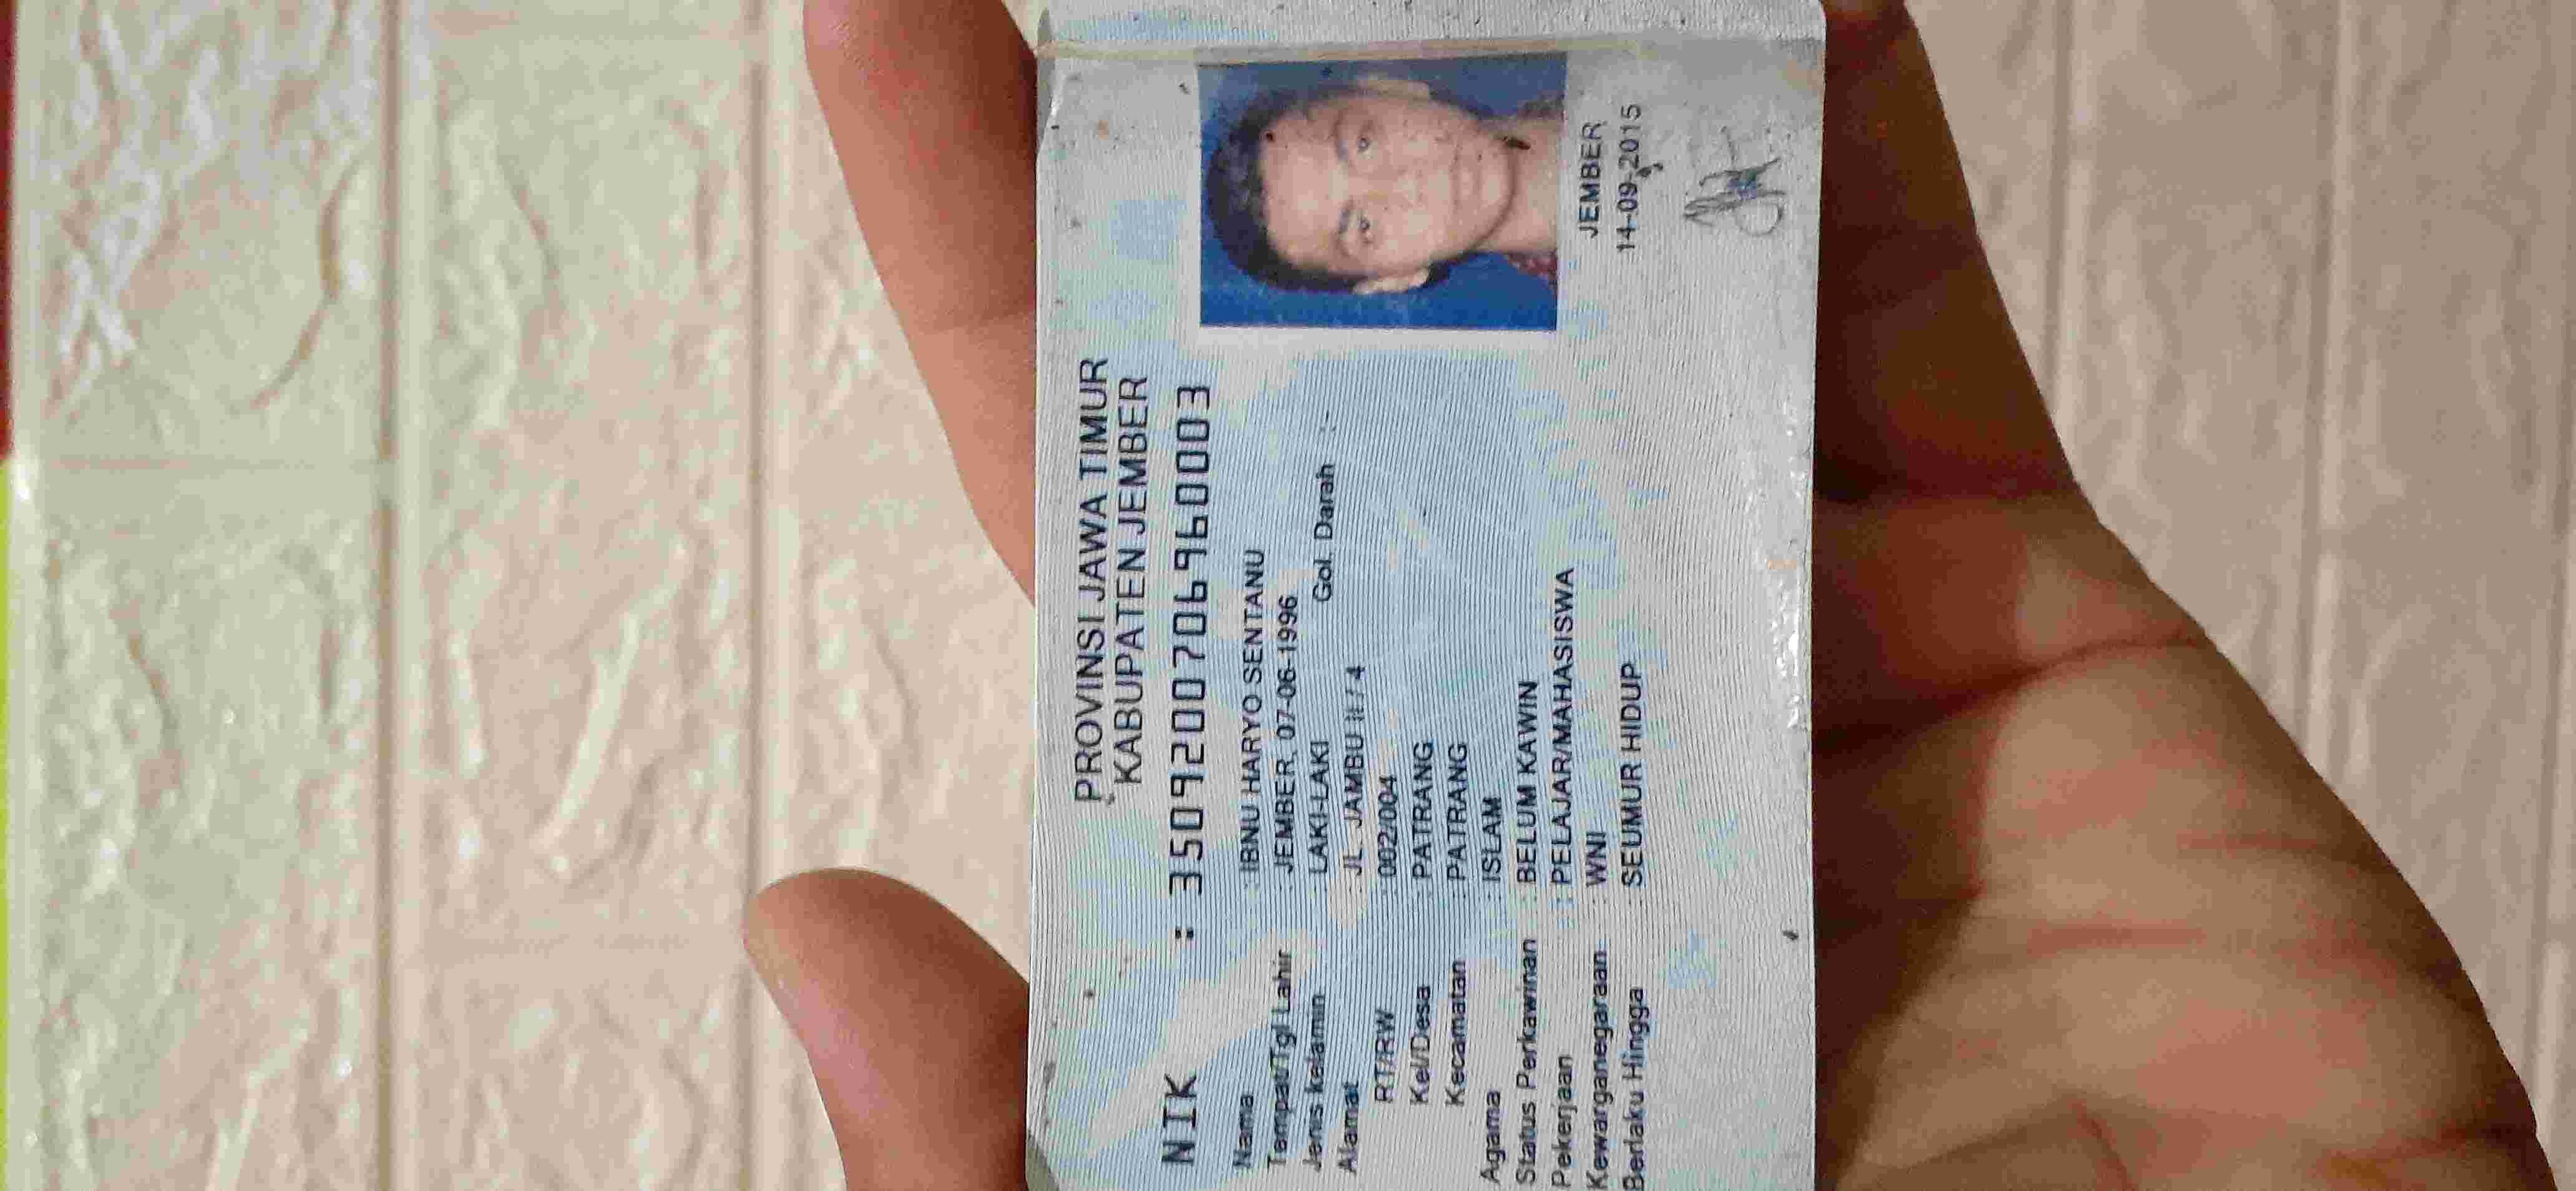 PROVINSI JAWA TIMUR
KABUPATEN JEMBER
NIK : 3509200706960003
Nama : IBNU HARYO SENTANU
Tempat/Tgl Lahir : JEMBER, 07-06-1996
Jenis kelamin : LAKI-LAKI Gol. Darah :-
Alamat : JL. JAMBU II / 4
RT/RW : 002/004
Kel/Desa : PATRANG
Kecamatan : PATRANG
Agama : ISLAM
Status Perkawinan : BELUM KAWIN
Pekerjaan : PELAJAR/MAHASISWA
Kewarganegaraan : WNI
Berlaku Hingga : SEUMUR HIDUP
JEMBER
14-09-2015